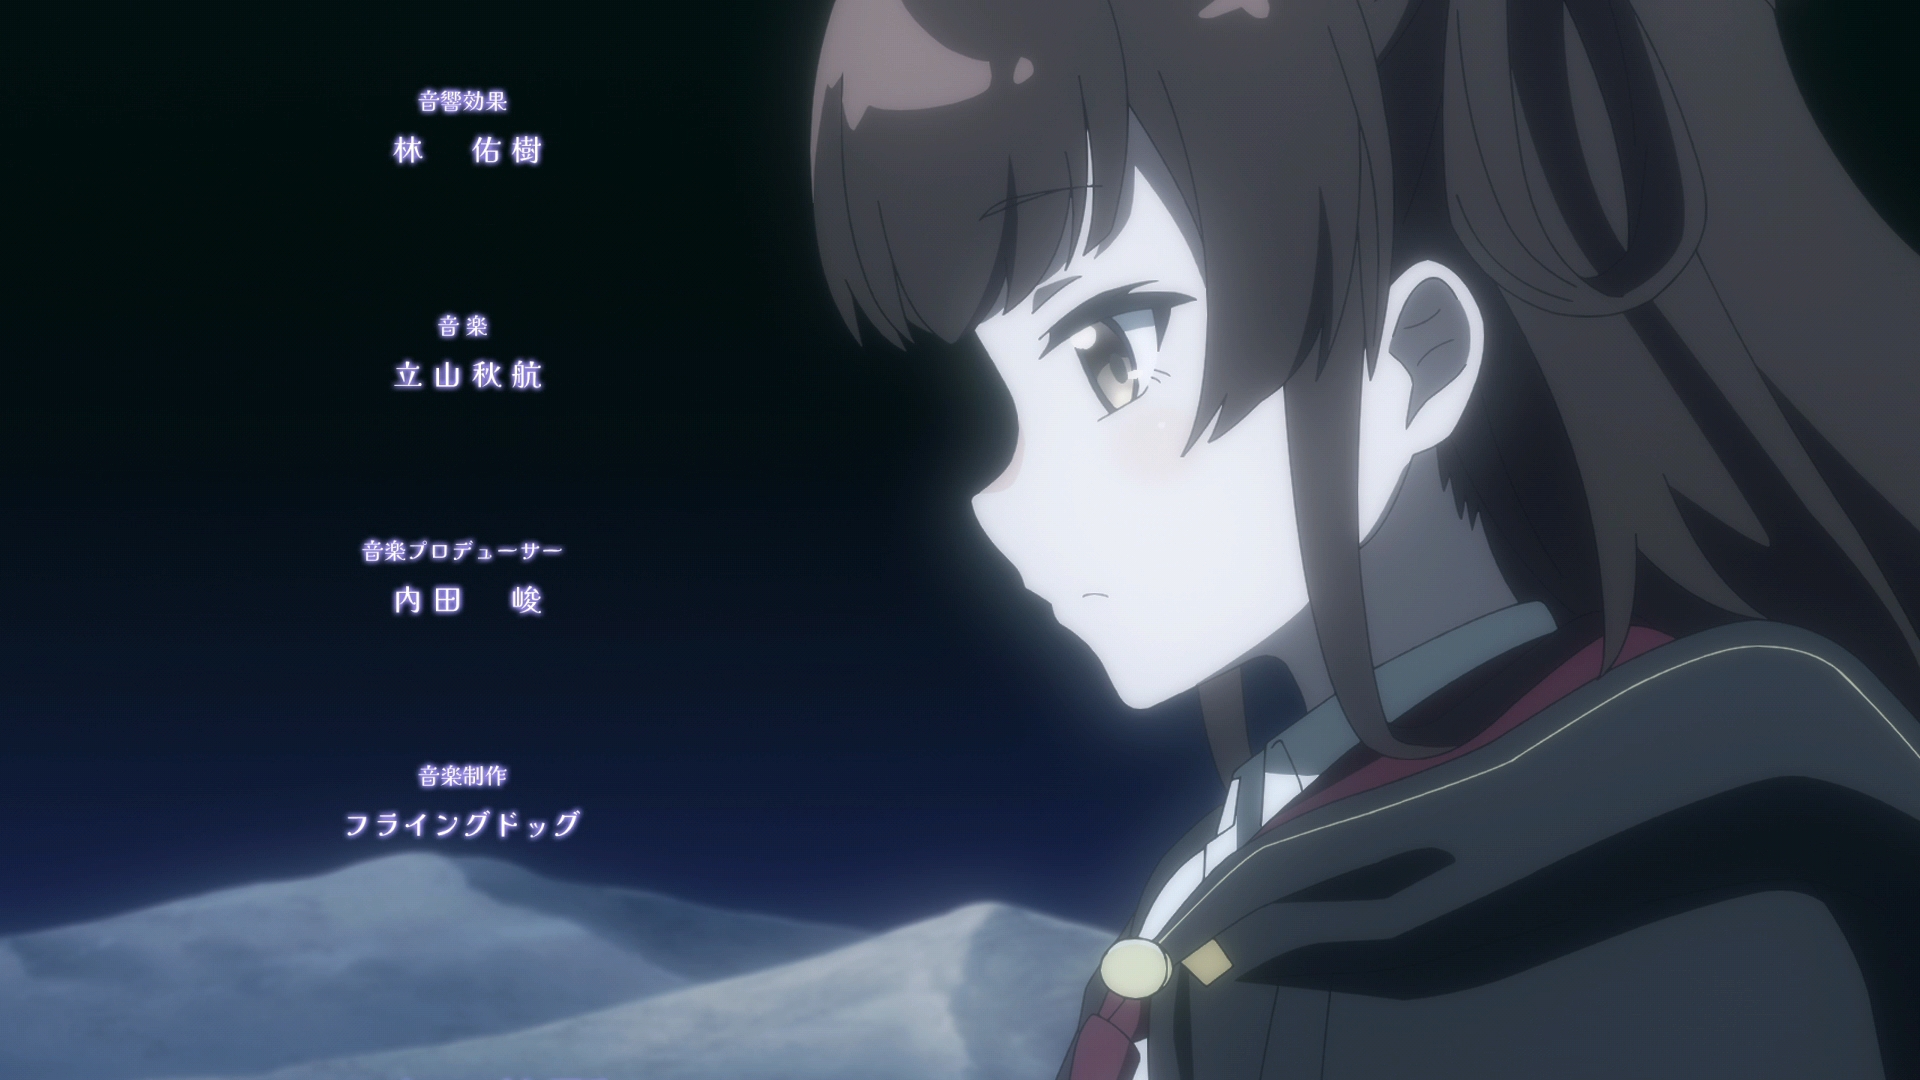 音響効果
林　佑樹
音楽
立山秋航
音楽プロデューサー
内田　峻
音楽制作
フライングドッグ